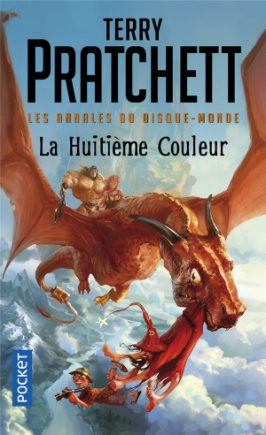 TERRY
PRATCHETT
LES ANNALES DU DISQUE-MONDE
La Huitième Couleur
POCKET